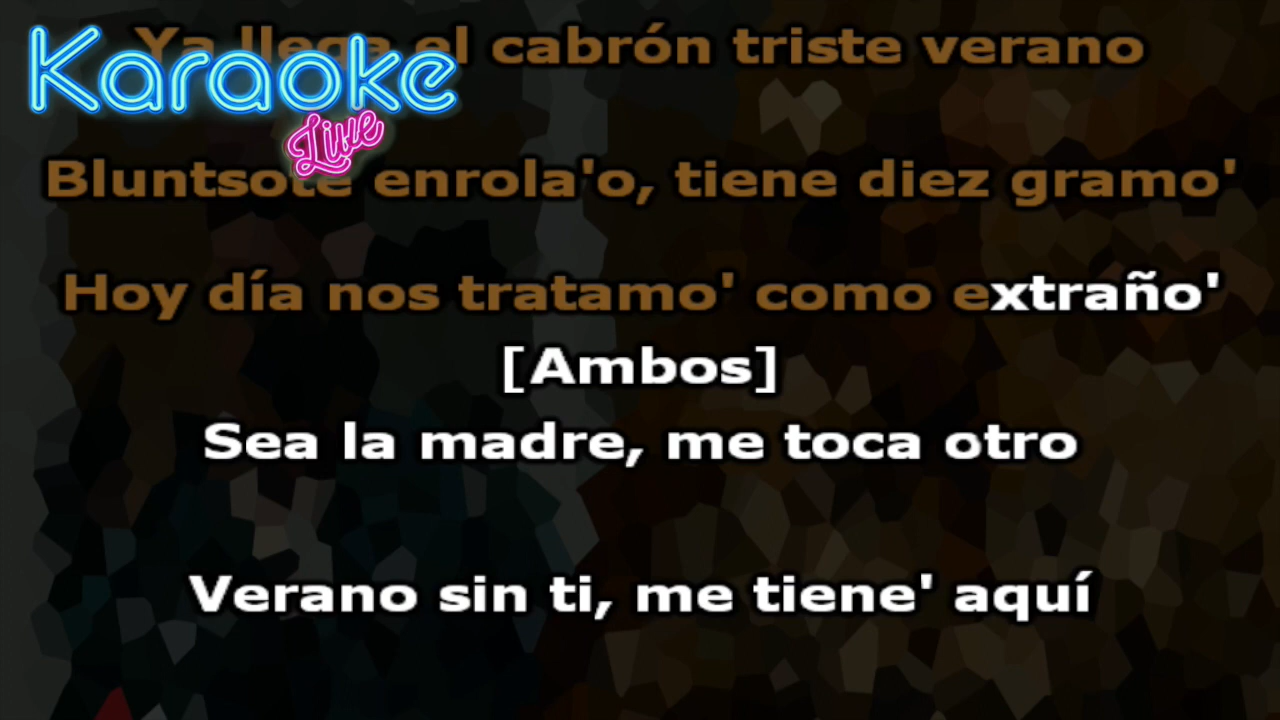 Karaoke
Live
Ya llega el cabrón triste verano
Bluntsote enrola'o, tiene diez gramo'
Hoy día nos tratamo' como extraño'
[Ambos]
Sea la madre, me toca otro
Verano sin ti, me tiene' aquí